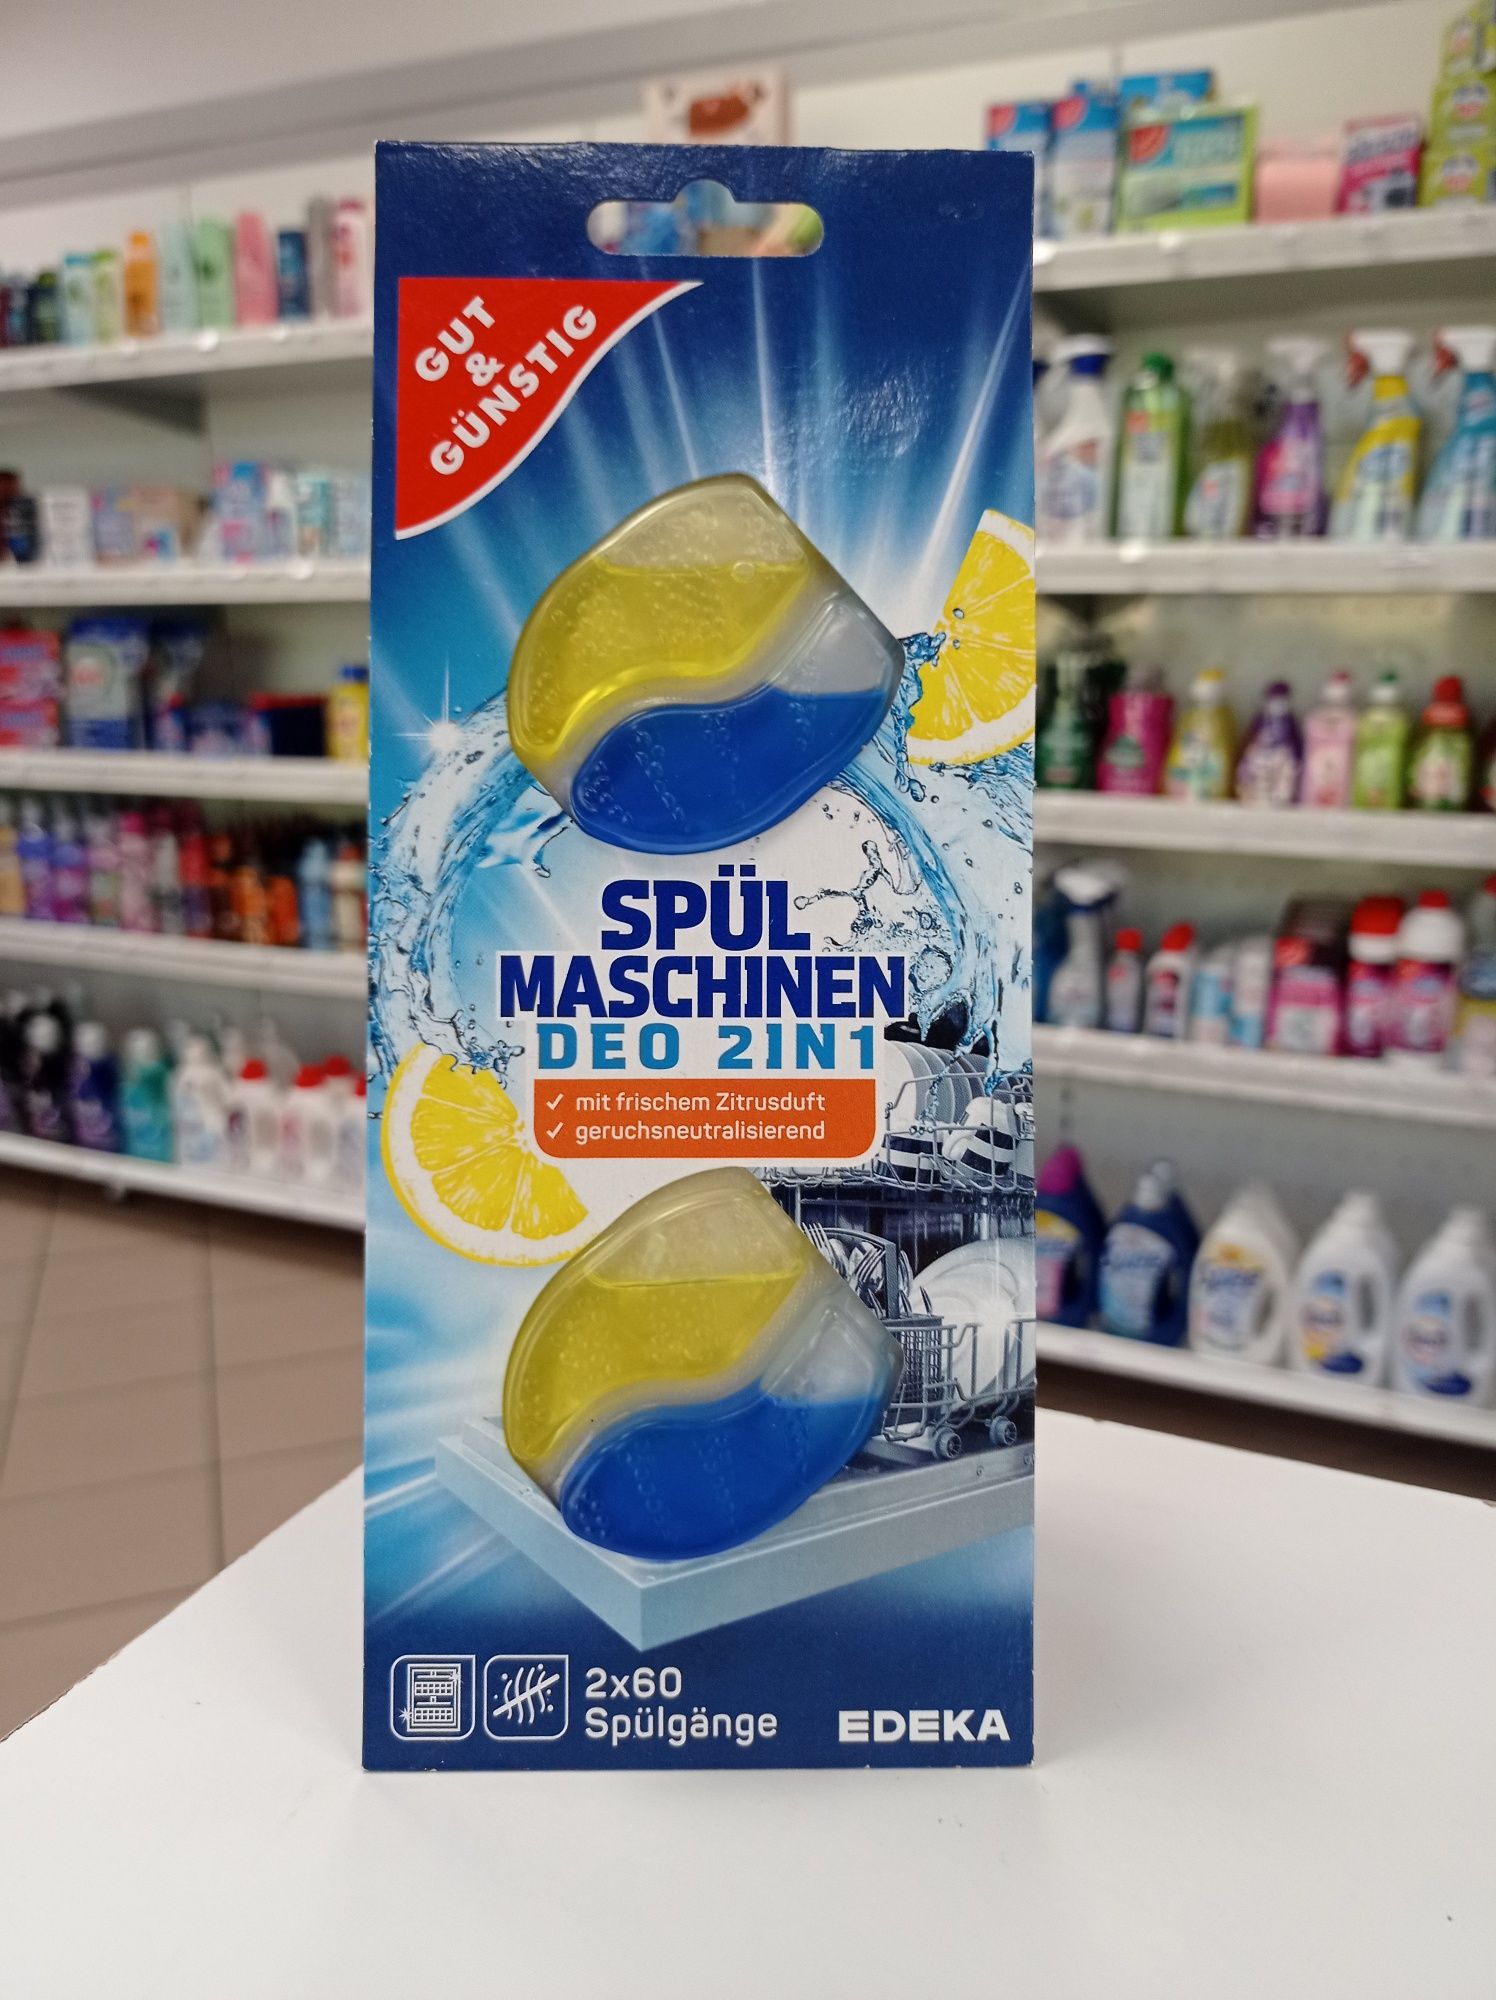 GUT
&
GÜNSTIG
SPÜL
MASCHINEN
DEO 2IN1
✓ mit frischem Zitrusduft
✓ geruchsneutralisierend
2x60
Spülgänge
EDEKA